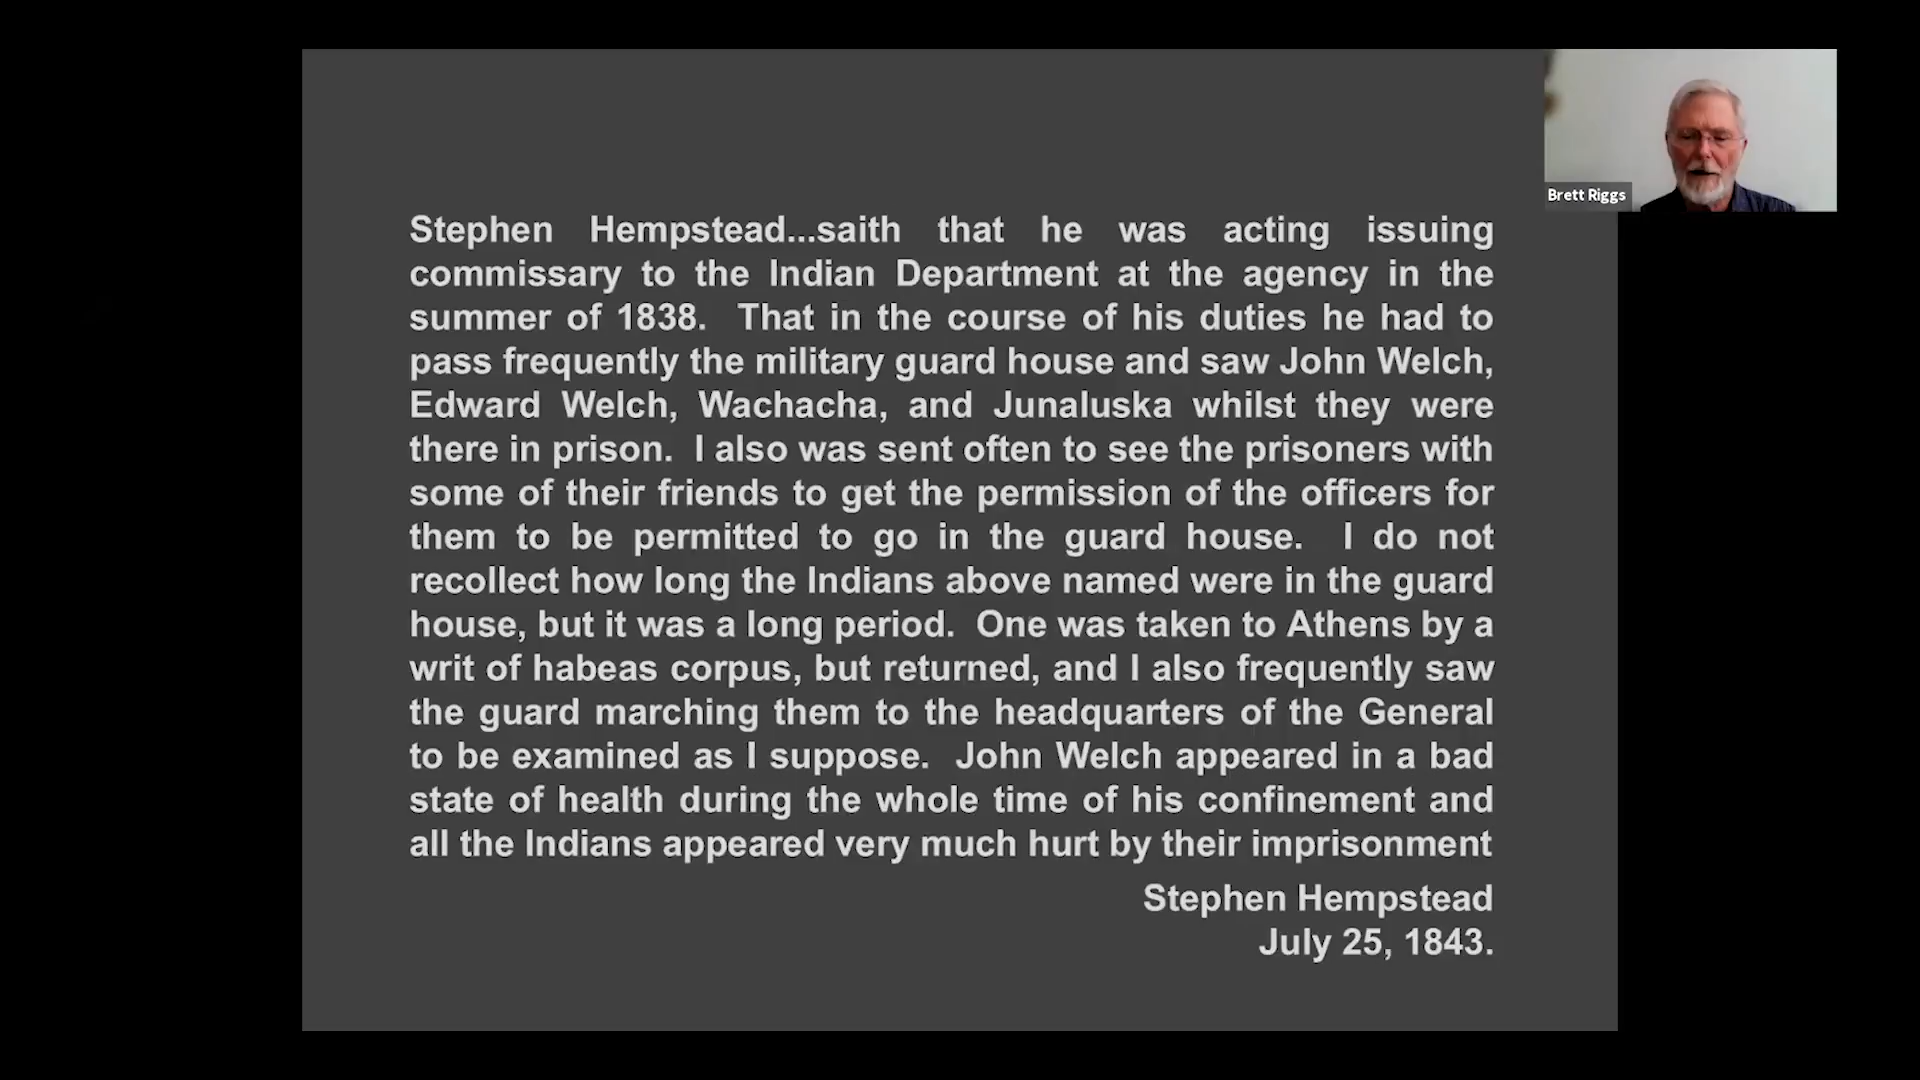 Brett Riggs
Stephen Hempstead...saith that he was acting issuing
commissary to the Indian Department at the agency in the
summer of 1838. That in the course of his duties he had to
pass frequently the military guard house and saw John Welch,
Edward Welch, Wachacha, and Junaluska whilst they were
there in prison. I also was sent often to see the prisoners with
some of their friends to get the permission of the officers for
them to be permitted to go in the guard house. I do not
recollect how long the Indians above named were in the guard
house, but it was a long period. One was taken to Athens by a
writ of habeas corpus, but returned, and I also frequently saw
the guard marching them to the headquarters of the General
to be examined as I suppose. John Welch appeared in a bad
state of health during the whole time of his confinement and
all the Indians appeared very much hurt by their imprisonment
Stephen Hempstead
July 25, 1843.